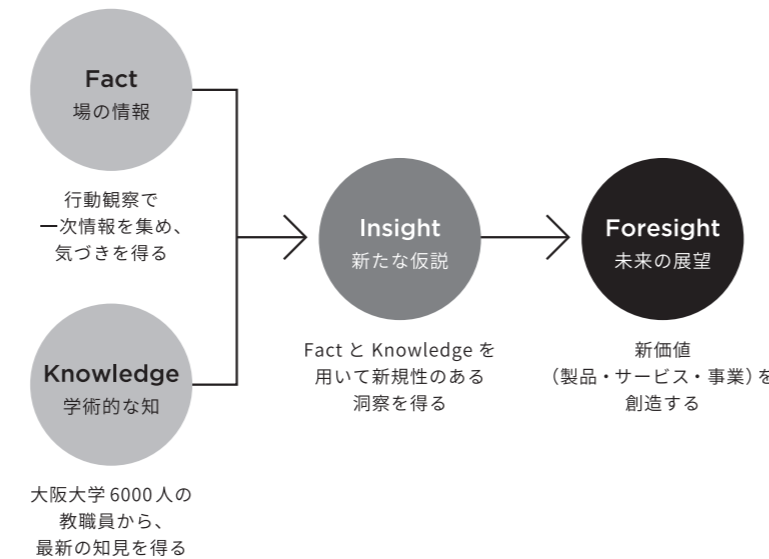 Fact
場の情報
行動観察で
一次情報を集め、
気づきを得る
Knowledge
学術的な知
大阪大学6000人の
教職員から、
最新の知見を得る
Insight
新たな仮説
Fact と Knowledge を
用いて新規性のある
洞察を得る
Foresight
未来の展望
新価値
（製品・サービス・事業）を
創造する